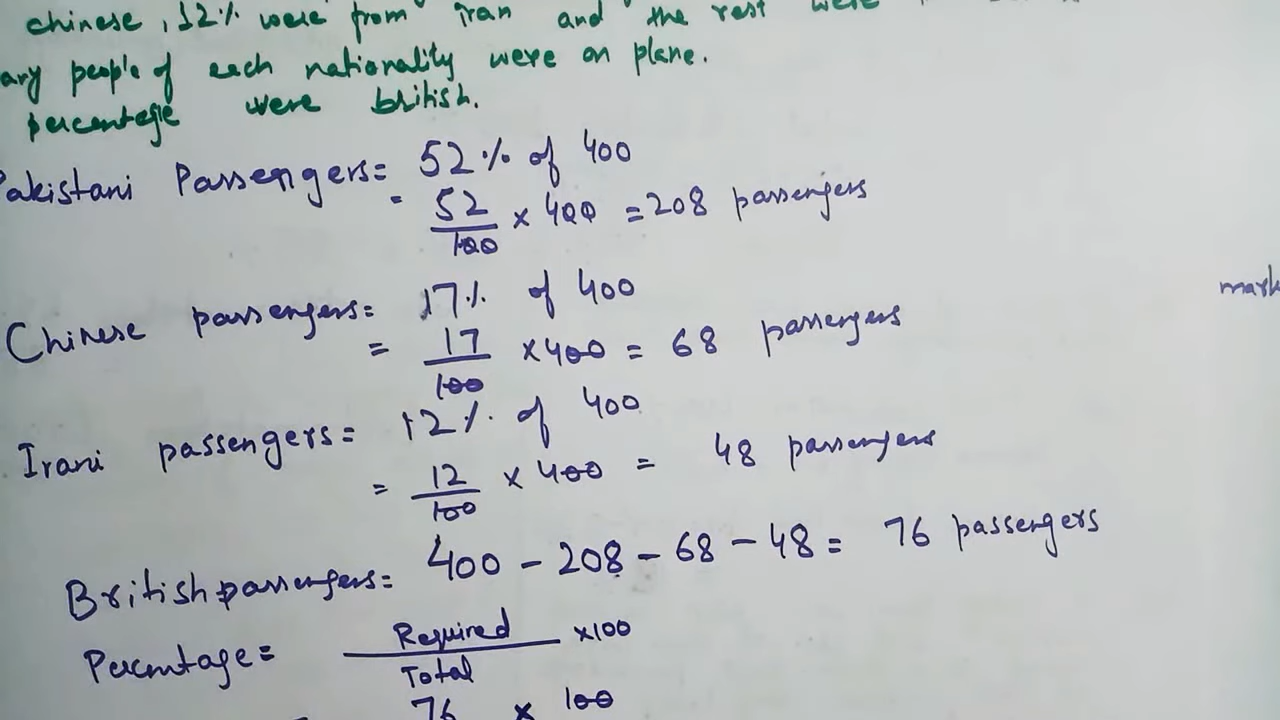 chinese, 12% were from iran and the rest were
any people of each nationality were on plane.
percentage were british.
Pakistani Passengers= 52% of 400
= 52/100 × 400 = 208 passengers
Chinese passengers= 17% of 400
= 17/100 ×400 = 68 passengers
mark
Irani passengers= 12% of 400
= 12/100 × 400 = 48 passengers
British passengers= 400 - 208 - 68 - 48 = 76 passengers
Percentage= Required/Total ×100
76 × 100